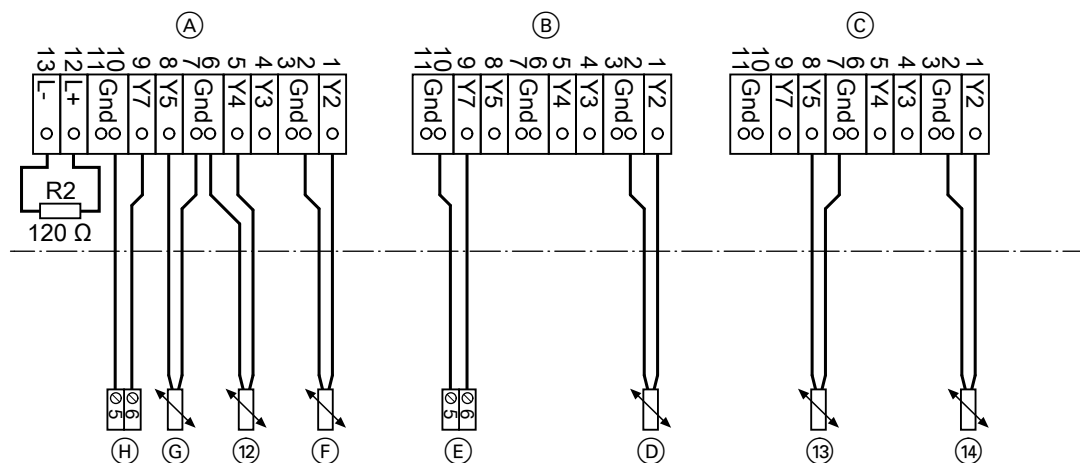 A B C
13 12 11 10 9 8 7 6 5 4 3 2 1
L- L+ Gnd Y7 Y5 Gnd Y4 Y3 Gnd Y2
11 10 9 8 7 6 5 4 3 2 1
Gnd Y7 Y5 Gnd Y4 Y3 Gnd Y2
11 10 9 8 7 6 5 4 3 2 1
Gnd Y7 Y5 Gnd Y4 Y3 Gnd Y2
R2
120 Ω
5 6 5 6
H G 12 F E D 13 14